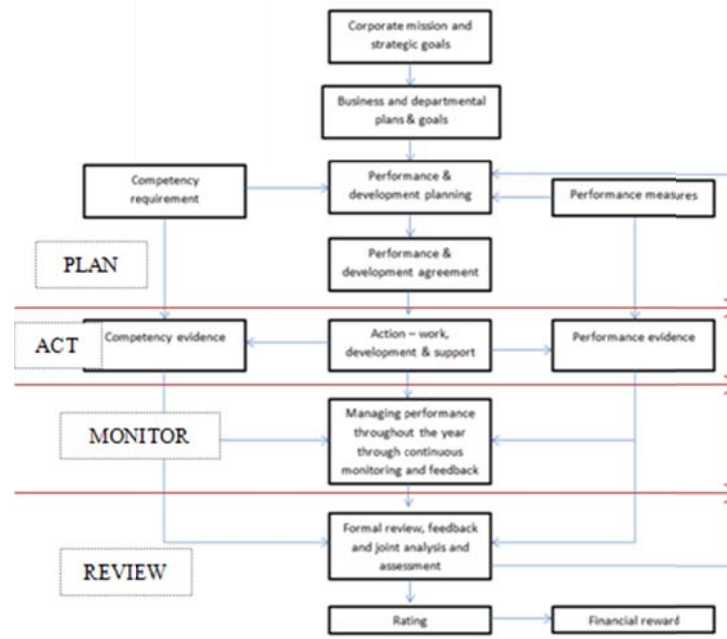 Corporate mission and
strategic goals
Business and departmental
plans & goals
Competency
requirement
Performance &
development planning
Performance measures
PLAN
Performance &
development agreement
ACT
Competency evidence
Action – work,
development & support
Performance evidence
MONITOR
Managing performance
throughout the year
through continuous
monitoring and feedback
REVIEW
Formal review, feedback
and joint analysis and
assessment
Rating
Financial reward